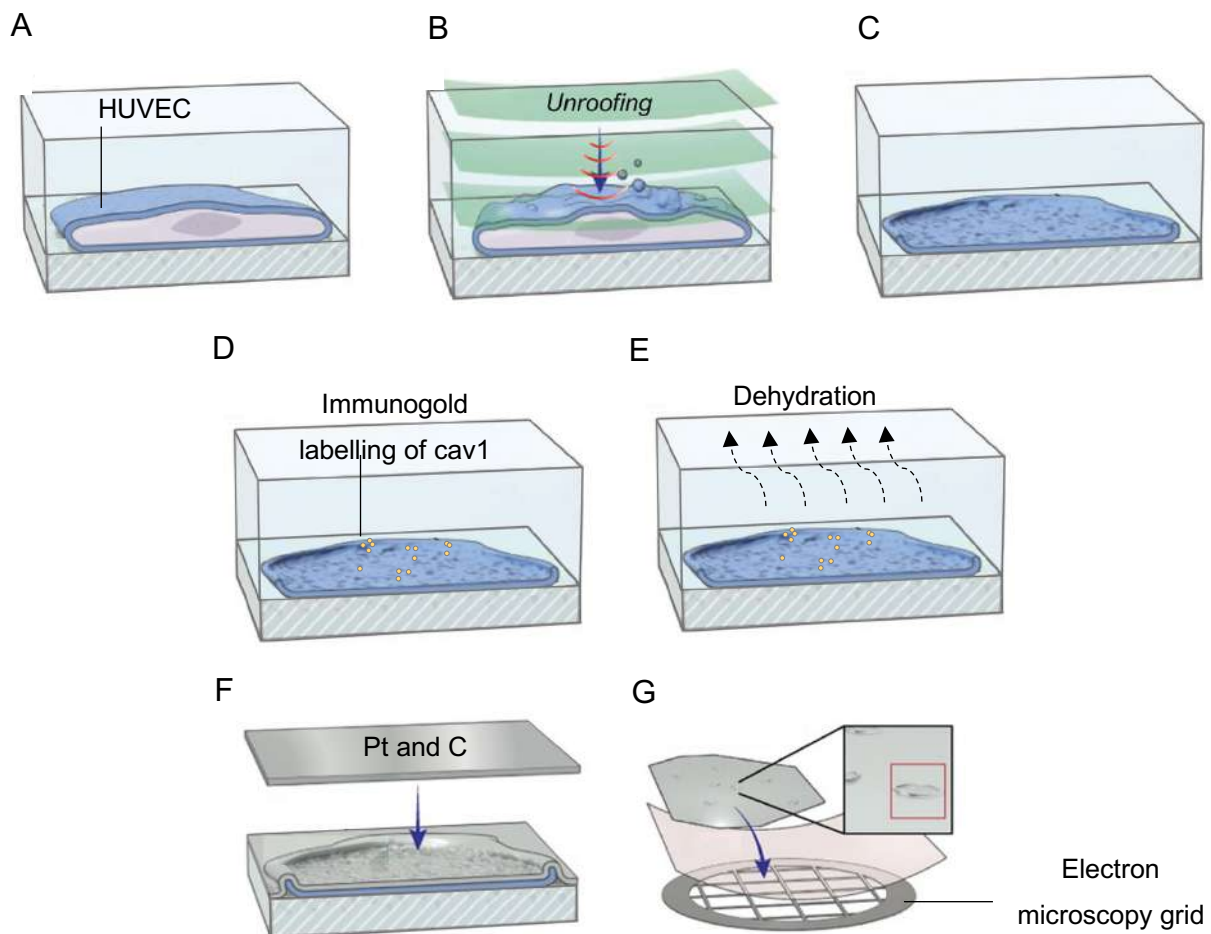 A
B
C
HUVEC
Unroofing
D
E
Immunogold
labelling of cav1
Dehydration
F
G
Pt and C
Electron
microscopy grid